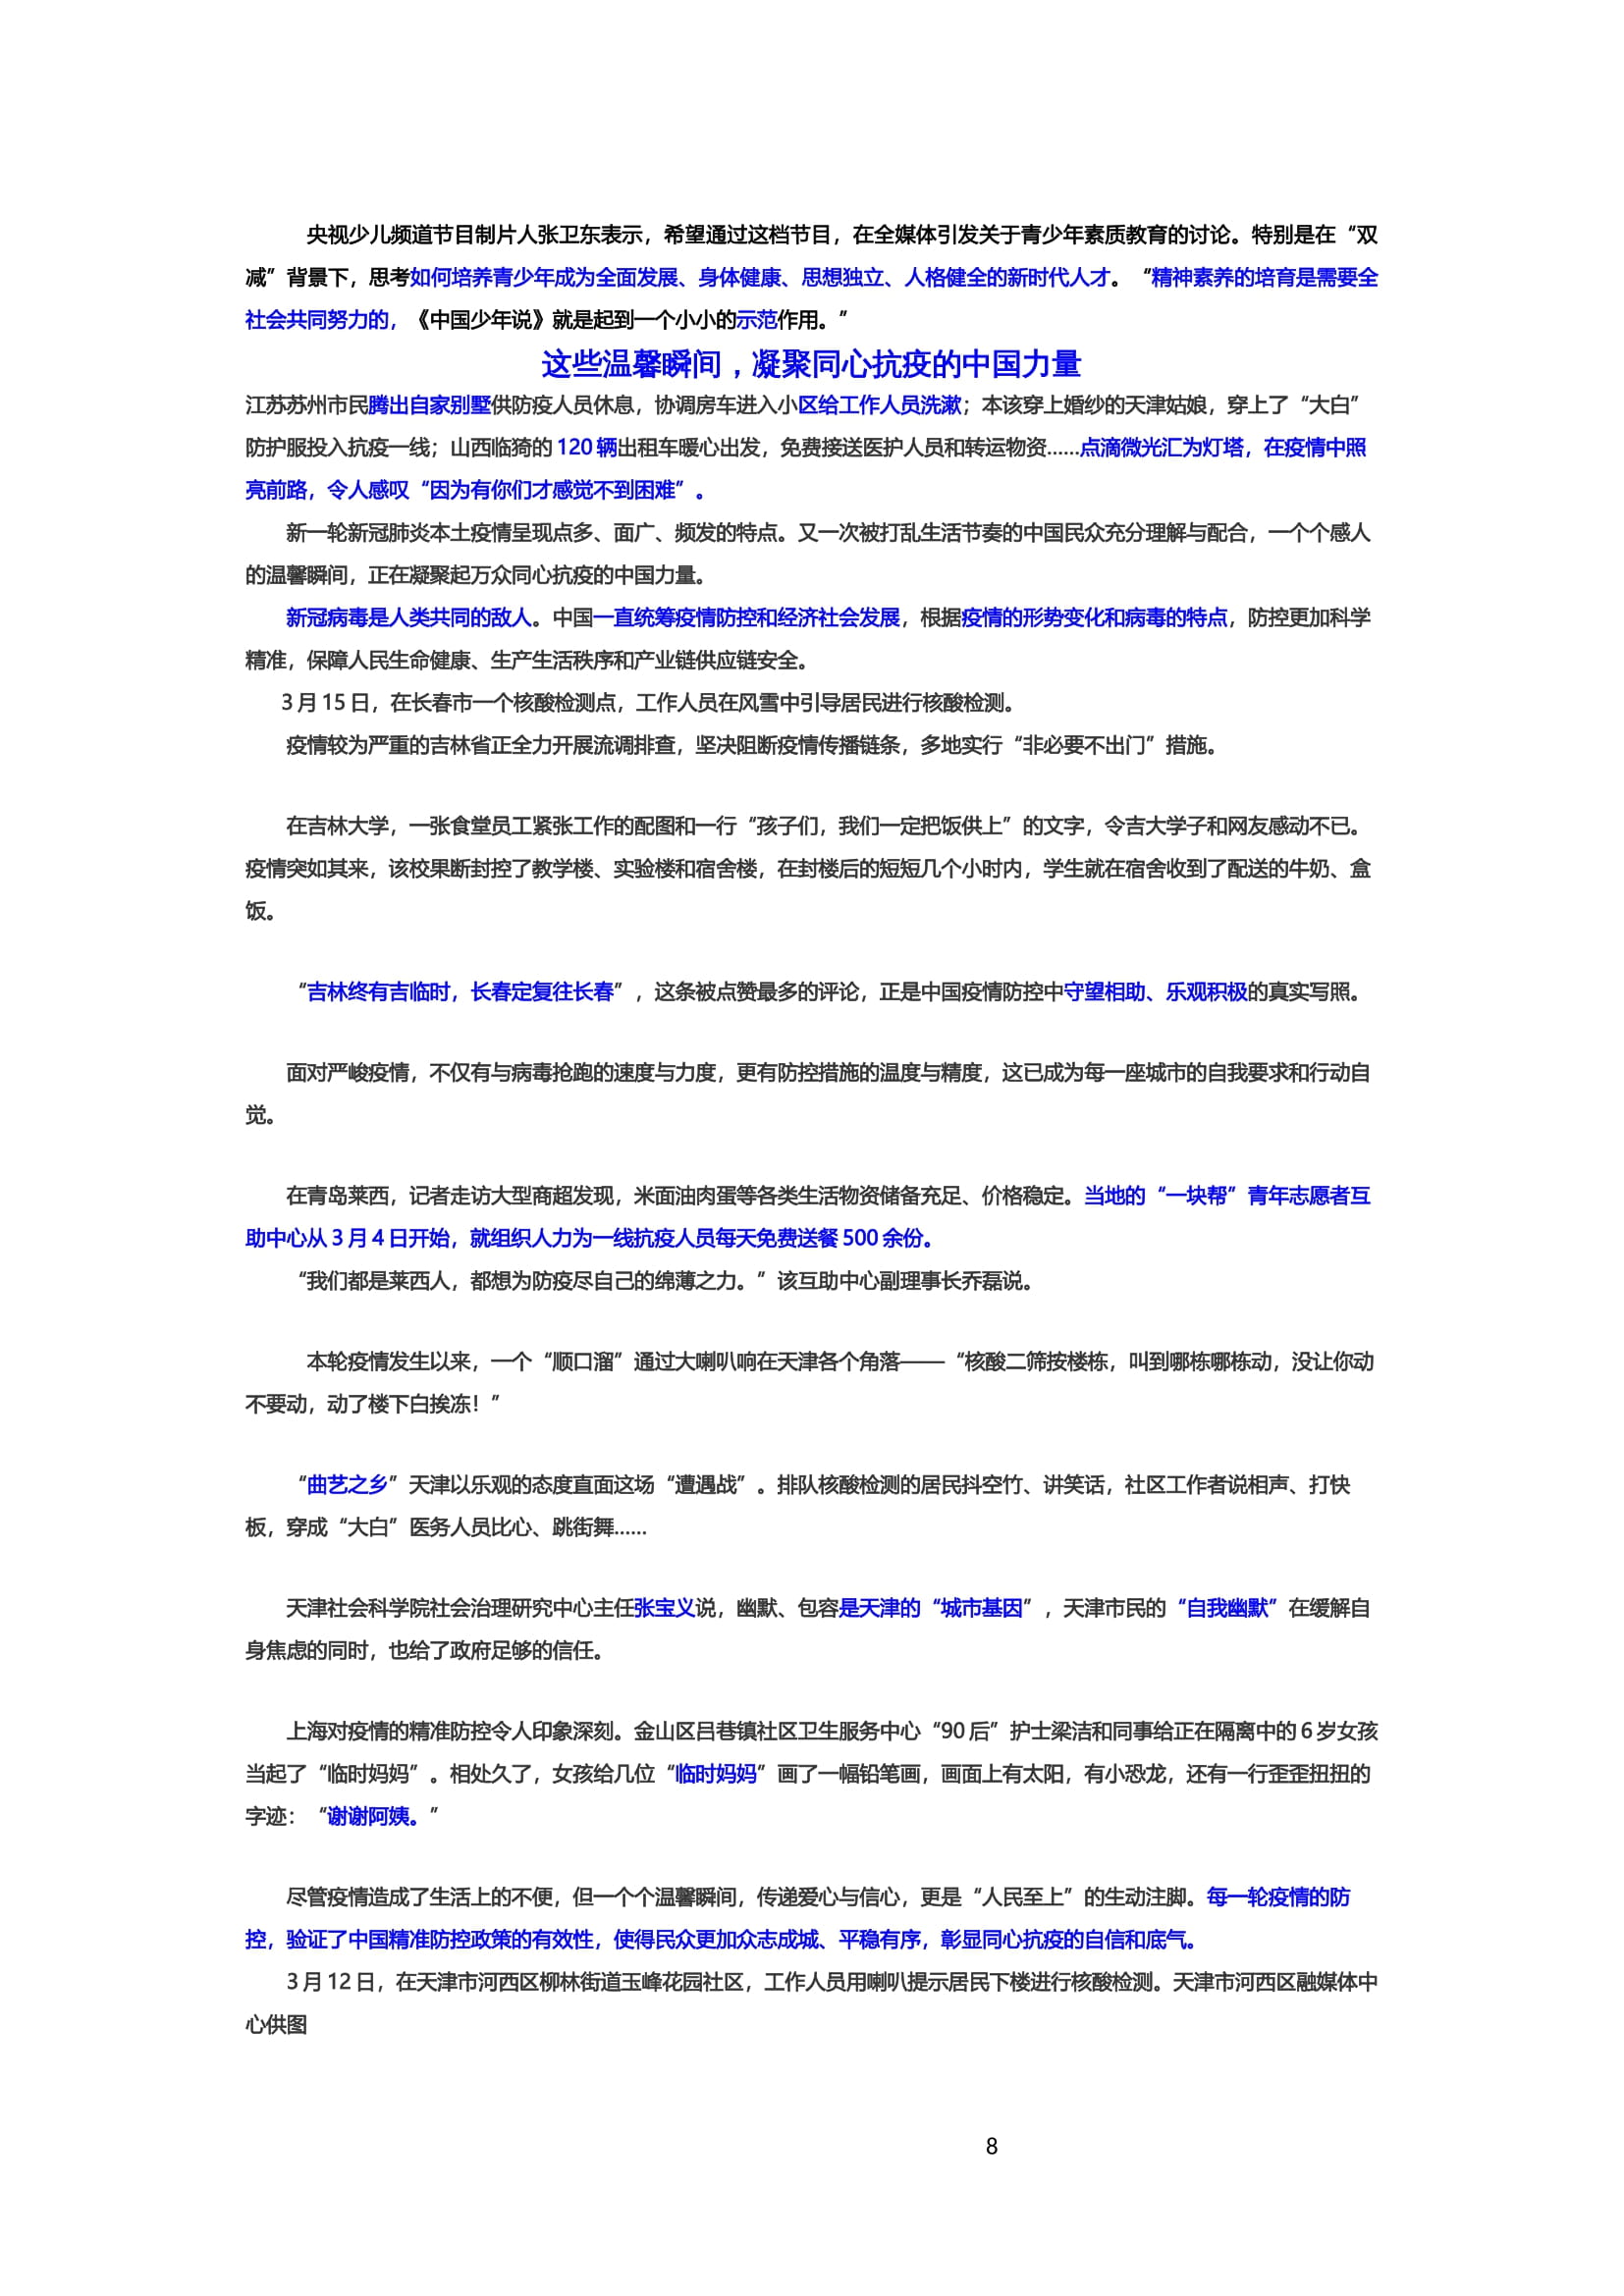 央视少儿频道节目制片人张卫东表示，希望通过这档节目，在全媒体引发关于青少年素质教育的讨论。特别是在“双
减”背景下，思考如何培养青少年成为全面发展、身体健康、思想独立、人格健全的新时代人才。“精神素养的培育是需要全
社会共同努力的，《中国少年说》就是起到一个小小的示范作用。”
这些温馨瞬间，凝聚同心抗疫的中国力量
江苏苏州市民腾出自家别墅供防疫人员休息，协调房车进入小区给工作人员洗漱；本该穿上婚纱的天津姑娘，穿上了“大白”
防护服投入抗疫一线；山西临猗的 120 辆出租车暖心出发，免费接送医护人员和转运物资......点滴微光汇为灯塔，在疫情中照
亮前路，令人感叹“因为有你们才感觉不到困难”。
新一轮新冠肺炎本土疫情呈现点多、面广、频发的特点。又一次被打乱生活节奏的中国民众充分理解与配合，一个个感人
的温馨瞬间，正在凝聚起万众同心抗疫的中国力量。
新冠病毒是人类共同的敌人。中国一直统筹疫情防控和经济社会发展，根据疫情的形势变化和病毒的特点，防控更加科学
精准，保障人民生命健康、生产生活秩序和产业链供应链安全。
3 月 15 日，在长春市一个核酸检测点，工作人员在风雪中引导居民进行核酸检测。
疫情较为严重的吉林省正全力开展流调排查，坚决阻断疫情传播链条，多地实行“非必要不出门”措施。
在吉林大学，一张食堂员工紧张工作的配图和一行“孩子们，我们一定把饭供上”的文字，令吉大学子和网友感动不已。
疫情突如其来，该校果断封控了教学楼、实验楼和宿舍楼，在封楼后的短短几个小时内，学生就在宿舍收到了配送的牛奶、盒
饭。
“吉林终有吉临时，长春定复往长春”，这条被点赞最多的评论，正是中国疫情防控中守望相助、乐观积极的真实写照。
面对严峻疫情，不仅有与病毒抢跑的速度与力度，更有防控措施的温度与精度，这已成为每一座城市的自我要求和行动自
觉。
在青岛莱西，记者走访大型商超发现，米面油肉蛋等各类生活物资储备充足、价格稳定。当地的“一块帮”青年志愿者互
助中心从 3 月 4 日开始，就组织人力为一线抗疫人员每天免费送餐 500 余份。
“我们都是莱西人，都想为防疫尽自己的绵薄之力。”该互助中心副理事长乔磊说。
本轮疫情发生以来，一个“顺口溜”通过大喇叭响在天津各个角落——“核酸二筛按楼栋，叫到哪栋哪栋动，没让你动
不要动，动了楼下白挨冻！”
“曲艺之乡”天津以乐观的态度直面这场“遭遇战”。排队核酸检测的居民抖空竹、讲笑话，社区工作者说相声、打快
板，穿成“大白”医务人员比心、跳街舞......
天津社会科学院社会治理研究中心主任张宝义说，幽默、包容是天津的“城市基因”，天津市民的“自我幽默”在缓解自
身焦虑的同时，也给了政府足够的信任。
上海对疫情的精准防控令人印象深刻。金山区吕巷镇社区卫生服务中心“90 后”护士梁洁和同事给正在隔离中的 6 岁女孩
当起了“临时妈妈”。相处久了，女孩给几位“临时妈妈”画了一幅铅笔画，画面上有太阳，有小恐龙，还有一行歪歪扭扭的
字迹：“谢谢阿姨。”
尽管疫情造成了生活上的不便，但一个个温馨瞬间，传递爱心与信心，更是“人民至上”的生动注脚。每一轮疫情的防
控，验证了中国精准防控政策的有效性，使得民众更加众志成城、平稳有序，彰显同心抗疫的自信和底气。
3 月 12 日，在天津市河西区柳林街道玉峰花园社区，工作人员用喇叭提示居民下楼进行核酸检测。天津市河西区融媒体中
心供图
8